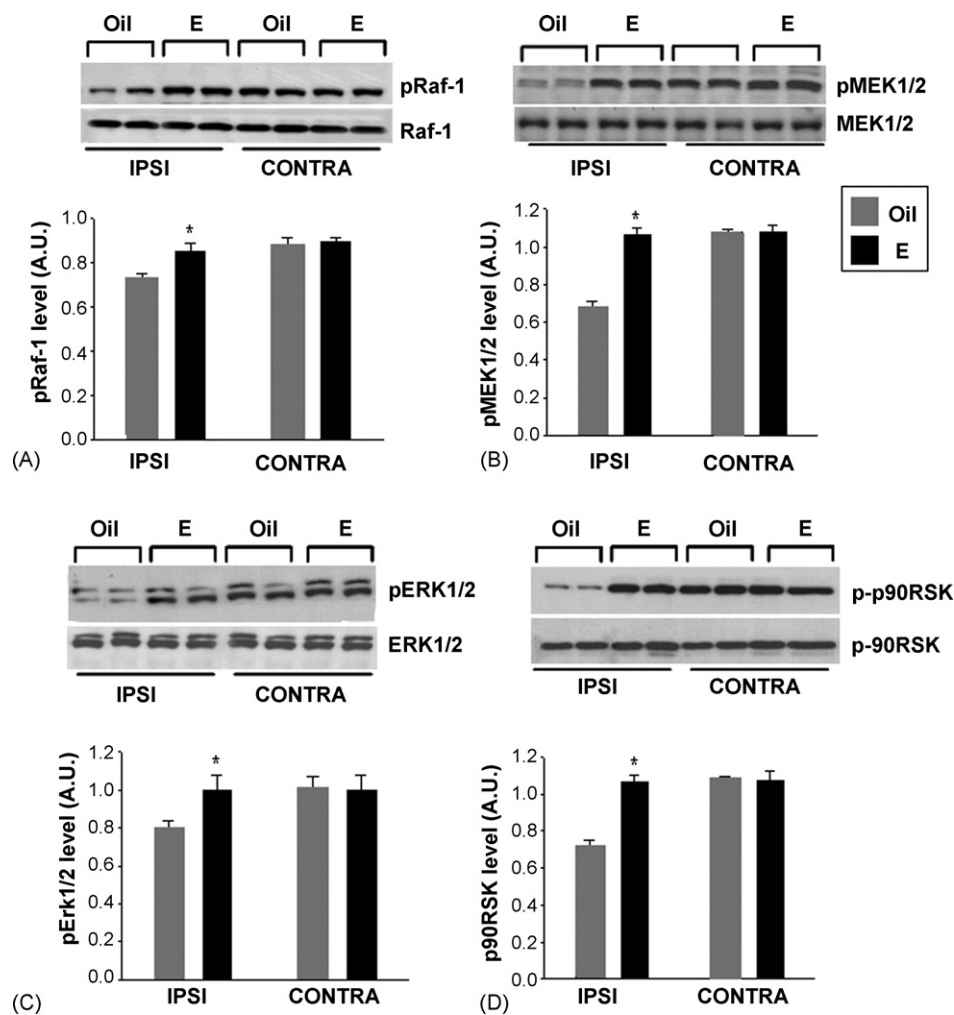 Oil E Oil E
pRaf-1
Raf-1
IPSI CONTRA
pRaf-1 level (A.U.)
1.0
0.8
0.6
0.4
0.2
0.0
*
IPSI CONTRA
(A)
Oil E E
pMEK1/2
MEK1/2
IPSI CONTRA
pMEK1/2 level (A.U.)
1.2
1.0
0.8
0.6
0.4
0.2
0.0
*
IPSI CONTRA
(B)
Oil
E
Oil E Oil E
pERK1/2
ERK1/2
IPSI CONTRA
pErk1/2 level (A.U.)
1.2
1.0
0.8
0.6
0.4
0.2
0.0
*
IPSI CONTRA
(C)
Oil E Oil E
p-p90RSK
p-90RSK
IPSI CONTRA
p90RSK level (A.U.)
1.2
1.0
0.8
0.6
0.4
0.2
0.0
*
IPSI CONTRA
(D)